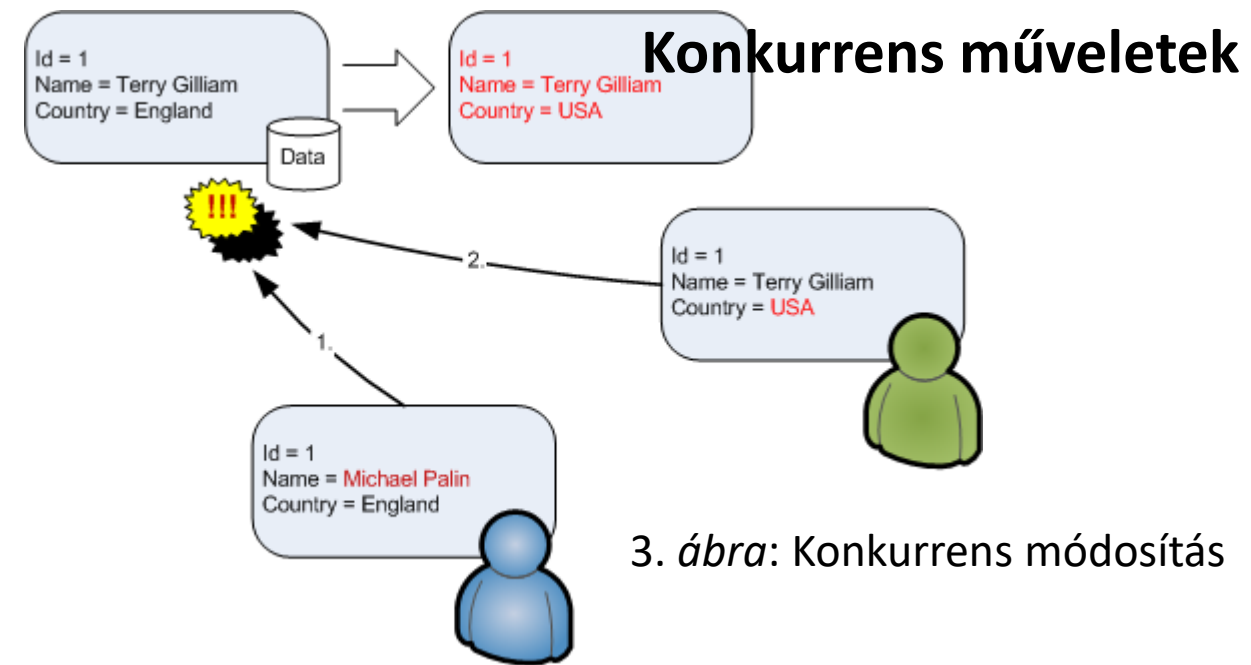 Konkurrens műveletek
Id = 1
Name = Terry Gilliam
Country = England
Data
Id = 1
Name = Terry Gilliam
Country = USA
!!!
2.
Id = 1
Name = Terry Gilliam
Country = USA
1.
Id = 1
Name = Michael Palin
Country = England
3. ábra: Konkurrens módosítás